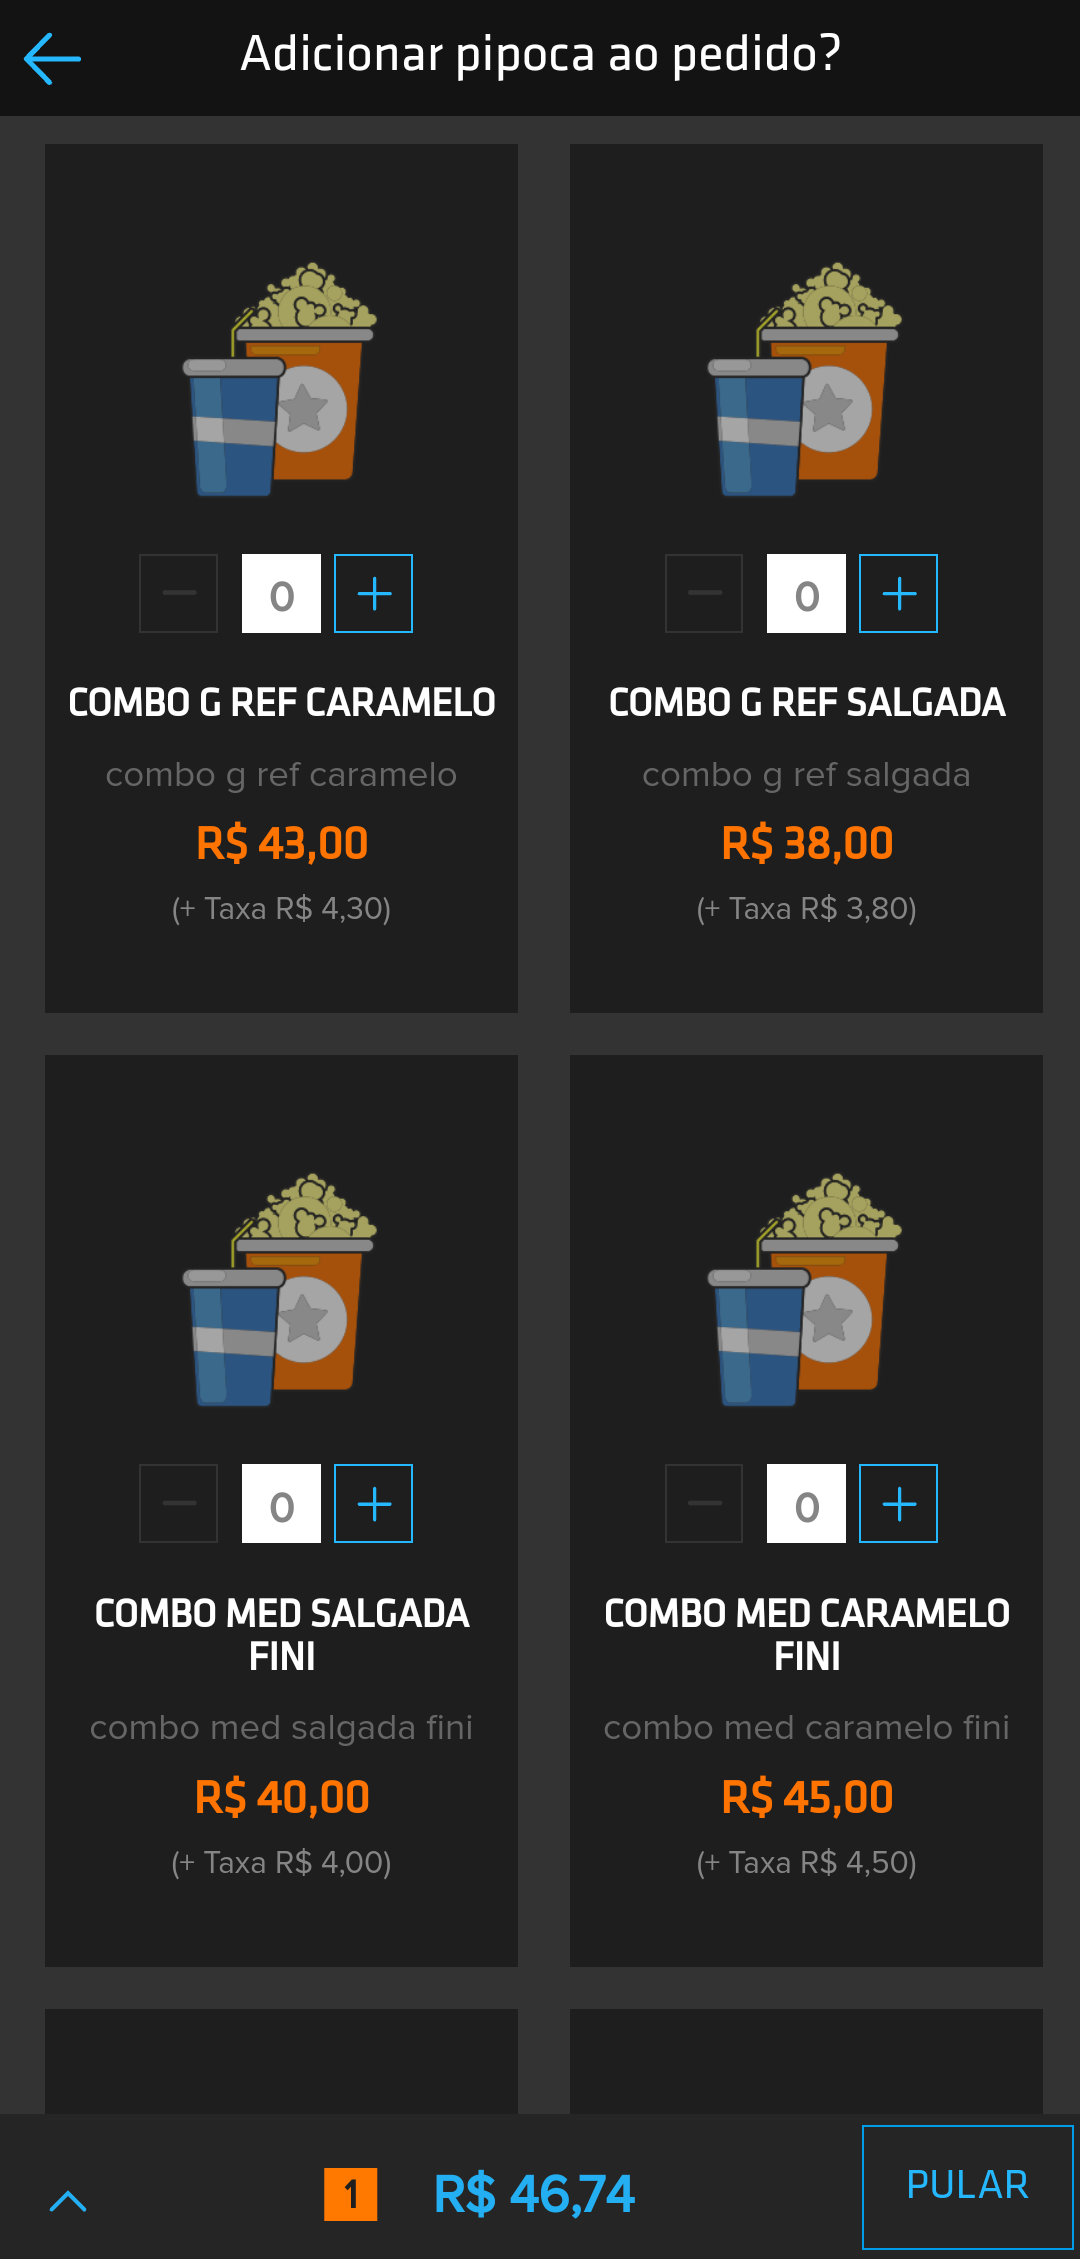 Adicionar pipoca ao pedido?
0
0
COMBO G REF CARAMELO
combo g ref caramelo
R$ 43,00
(+ Taxa R$ 4,30)
COMBO G REF SALGADA
combo g ref salgada
R$ 38,00
(+ Taxa R$ 3,80)
0
0
COMBO MED SALGADA
FINI
combo med salgada fini
R$ 40,00
(+ Taxa R$ 4,00)
COMBO MED CARAMELO
FINI
combo med caramelo fini
R$ 45,00
(+ Taxa R$ 4,50)
1
R$ 46,74
PULAR